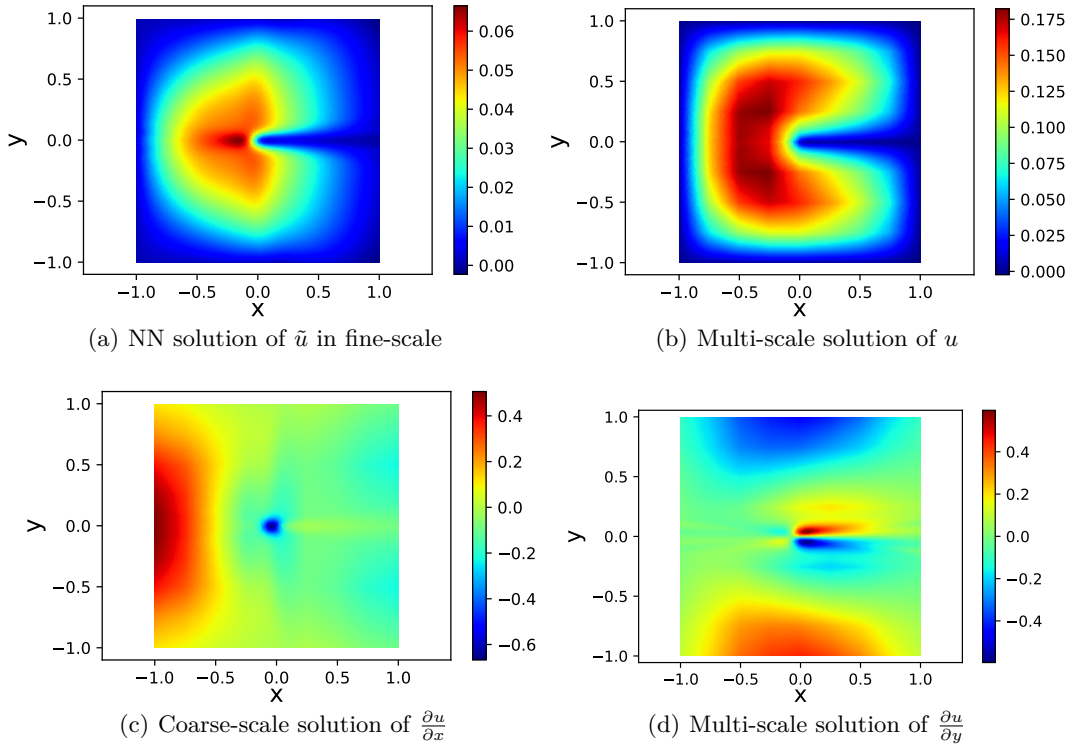 1.0
0.5
0.0
−0.5
−1.0
y
−1.0 −0.5 0.0 0.5 1.0
x
0.06
0.05
0.04
0.03
0.02
0.01
0.00
(a) NN solution of ũ in fine-scale
1.0
0.5
0.0
−0.5
−1.0
y
−1.0 −0.5 0.0 0.5 1.0
x
0.175
0.150
0.125
0.100
0.075
0.050
0.025
0.000
(b) Multi-scale solution of u
1.0
0.5
0.0
−0.5
−1.0
y
−1.0 −0.5 0.0 0.5 1.0
x
0.4
0.2
0.0
−0.2
−0.4
−0.6
(c) Coarse-scale solution of ∂u/∂x
1.0
0.5
0.0
−0.5
−1.0
y
−1.0 −0.5 0.0 0.5 1.0
x
0.4
0.2
0.0
−0.2
−0.4
(d) Multi-scale solution of ∂u/∂y